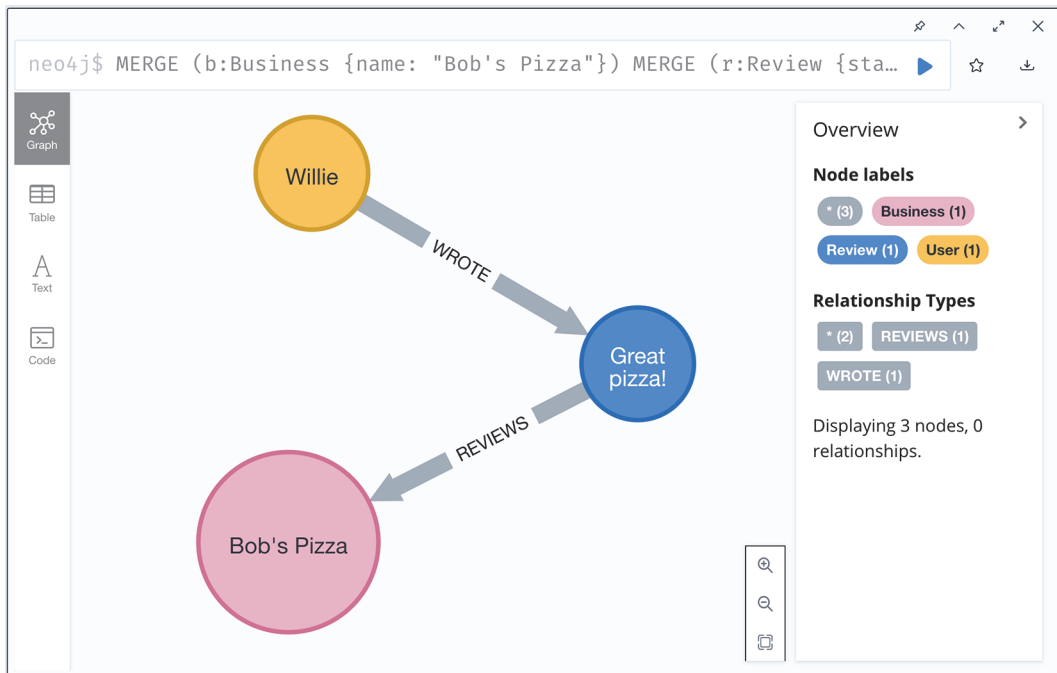 neo4j$ MERGE (b:Business {name: "Bob's Pizza"}) MERGE (r:Review {sta…
Graph
Table
Text
Code
Willie
WROTE
Great
pizza!
REVIEWS
Bob's Pizza
Overview
Node labels
* (3) Business (1)
Review (1) User (1)
Relationship Types
* (2) REVIEWS (1)
WROTE (1)
Displaying 3 nodes, 0
relationships.